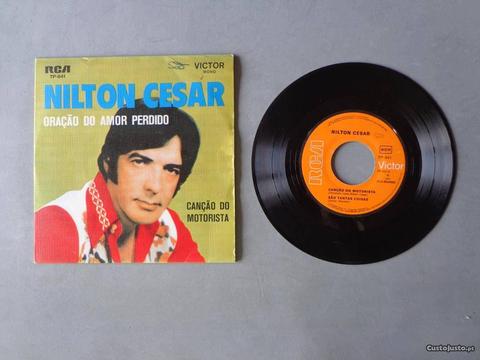 RCA
TP-641
VICTOR
MONO
NILTON CESAR
ORAÇÃO DO AMOR PERDIDO
CANÇÃO DO
MOTORISTA
NILTON CESAR
RCA
Victor
CANÇÃO DO MOTORISTA
SÃO TANTAS COISAS
CustoJusto.pt